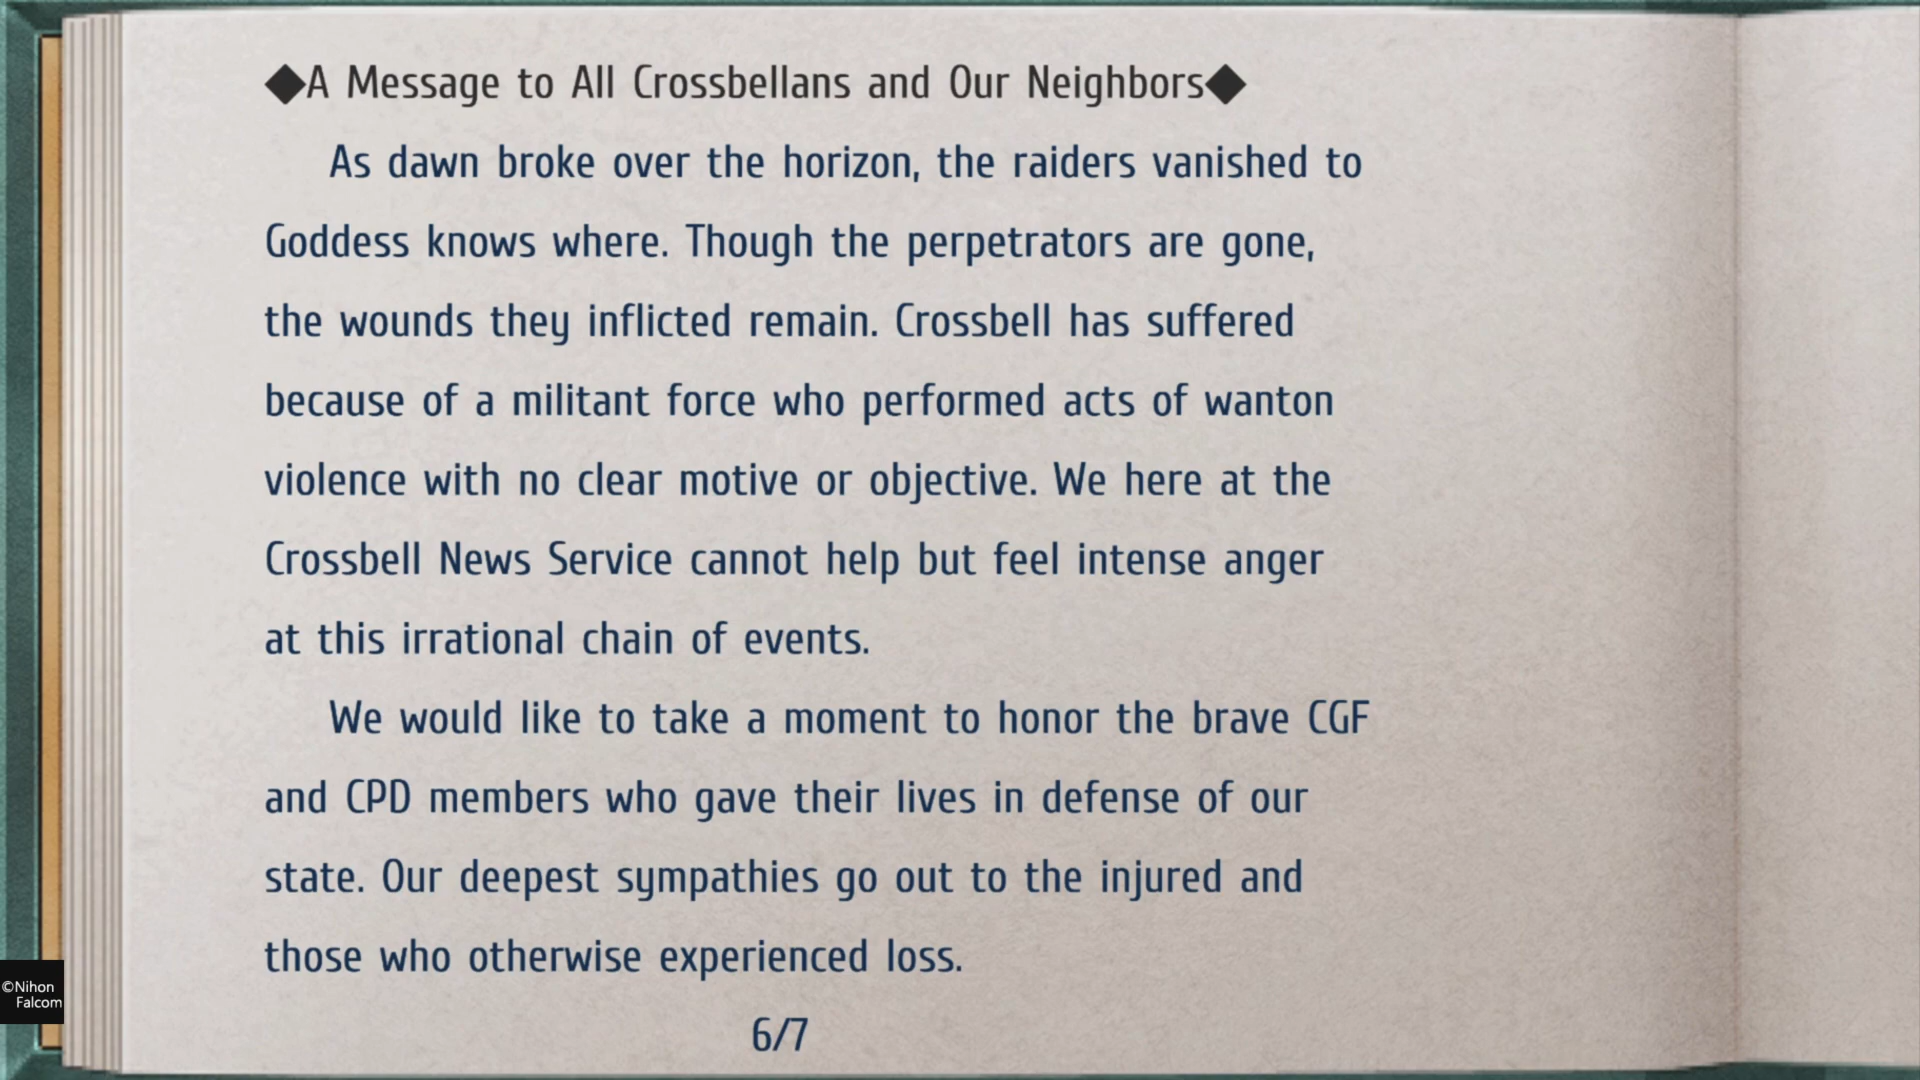 ◆A Message to All Crossbellans and Our Neighbors◆
As dawn broke over the horizon, the raiders vanished to
Goddess knows where. Though the perpetrators are gone,
the wounds they inflicted remain. Crossbell has suffered
because of a militant force who performed acts of wanton
violence with no clear motive or objective. We here at the
Crossbell News Service cannot help but feel intense anger
at this irrational chain of events.
We would like to take a moment to honor the brave CGF
and CPD members who gave their lives in defense of our
state. Our deepest sympathies go out to the injured and
those who otherwise experienced loss.
6/7
©Nihon
Falcom